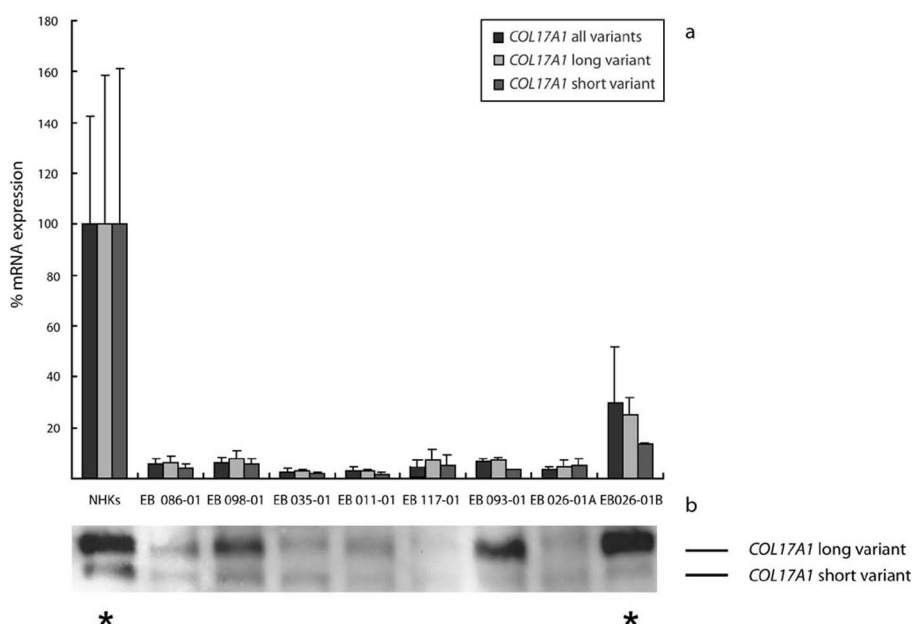 a
COL17A1 all variants
COL17A1 long variant
COL17A1 short variant
% mRNA expression
180
160
140
120
100
80
60
40
20
NHKs EB 086-01 EB 098-01 EB 035-01 EB 011-01 EB 117-01 EB 093-01 EB 026-01A EB026-01B
b
COL17A1 long variant
COL17A1 short variant
* *